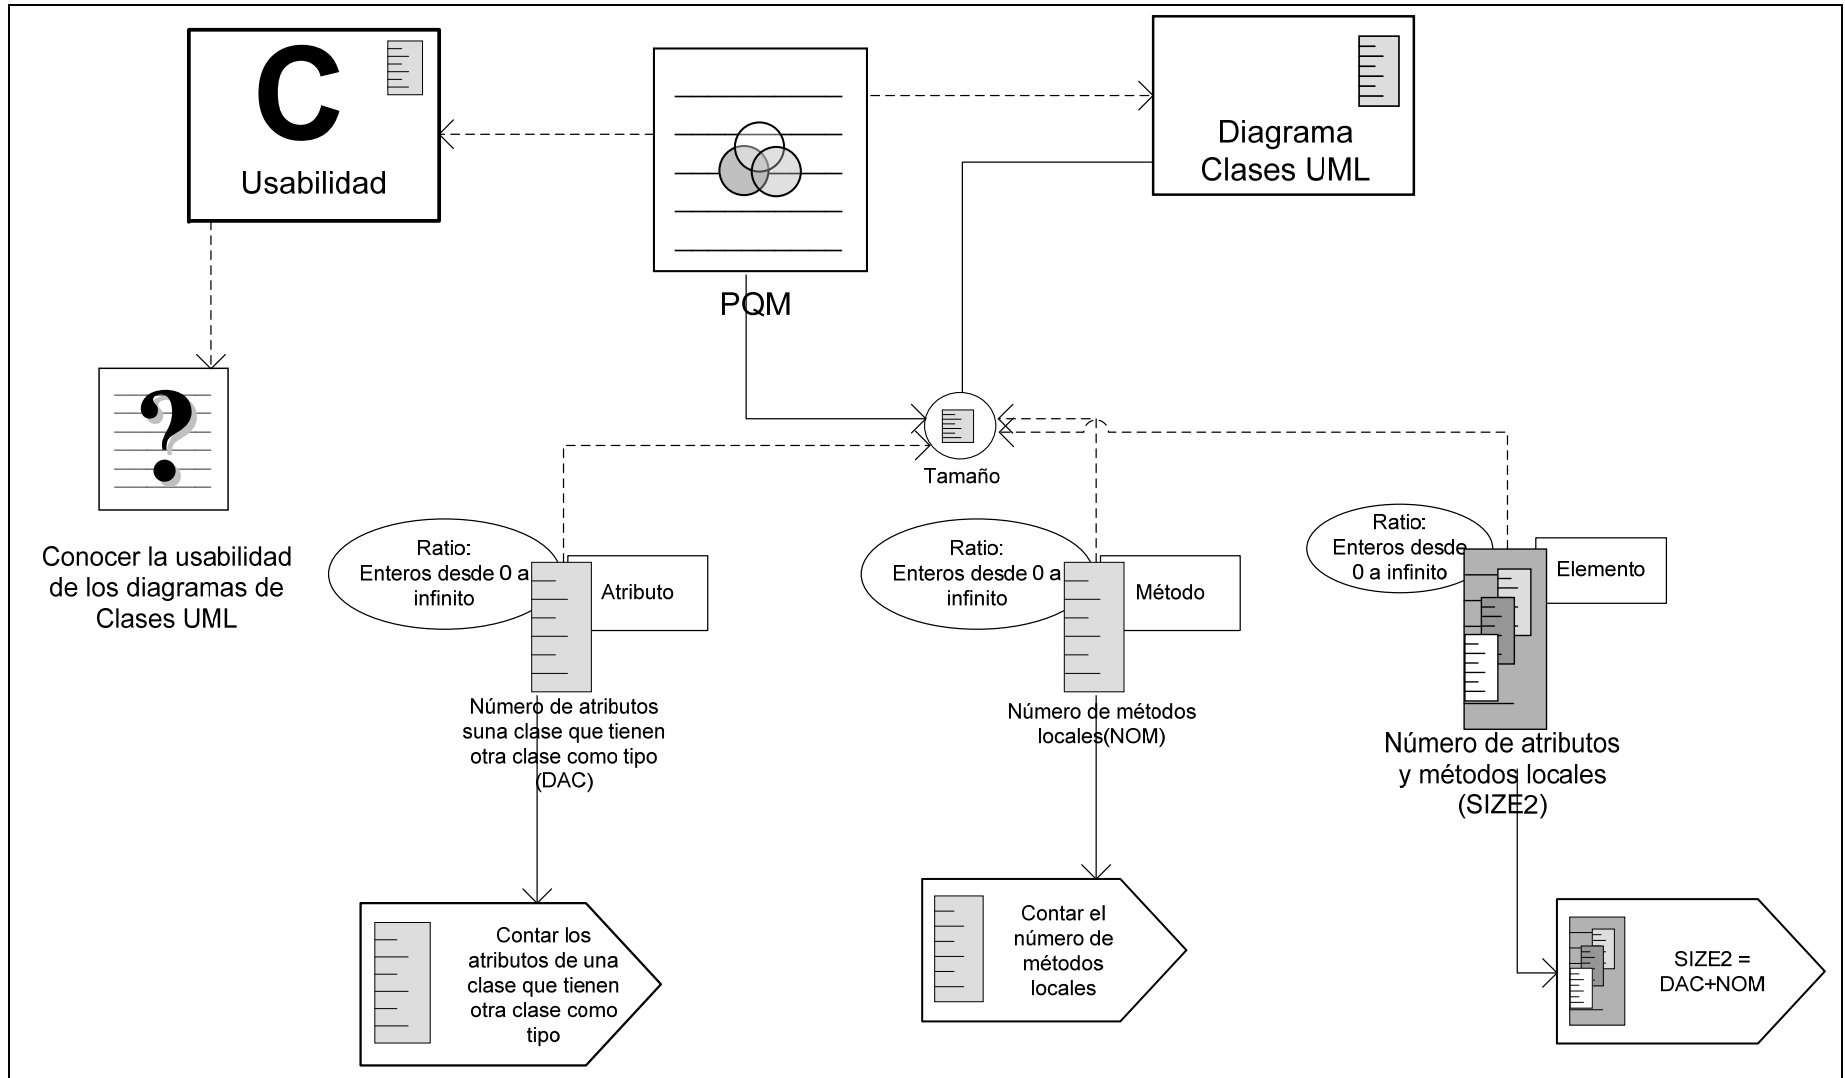 C
Usabilidad
PQM
Diagrama
Clases UML
?
Conocer la usabilidad
de los diagramas de
Clases UML
Tamaño
Ratio:
Enteros desde 0 a
infinito
Atributo
Número de atributos
suna clase que tienen
otra clase como tipo
(DAC)
Ratio:
Enteros desde 0 a
infinito
Método
Número de métodos
locales(NOM)
Ratio:
Enteros desde
0 a infinito
Elemento
Número de atributos
y métodos locales
(SIZE2)
Contar los
atributos de una
clase que tienen
otra clase como
tipo
Contar el
número de
métodos
locales
SIZE2 =
DAC+NOM